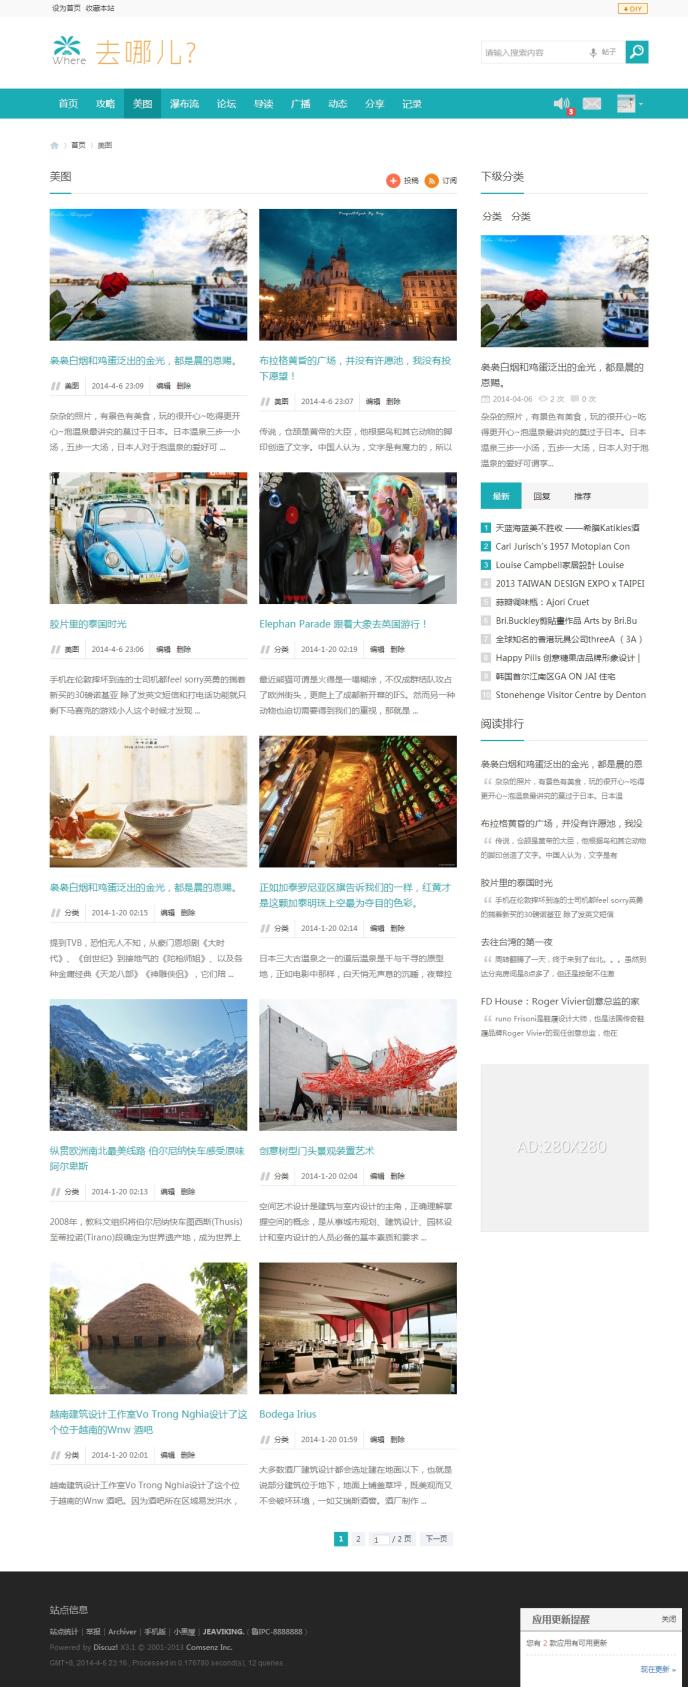 设为首页 收藏本站
DIY
Where 去哪儿?
请输入搜索内容 帖子
首页 攻略 美图 瀑布流 论坛 导读 广播 动态 分享 记录
3
首页 美图
美图
投稿 订阅
袅袅白烟和鸡蛋泛出的金光，都是晨的恩赐。
美图 2014-4-6 23:09 编辑 删除
杂杂的照片，有景色有美食，玩的很开心~吃得更开
心~泡温泉最讲究的莫过于日本。日本温泉三步一小
汤，五步一大汤，日本人对于泡温泉的爱好可 ...
布拉格黄昏的广场，并没有许愿池，我没有投
下愿望！
美图 2014-4-6 23:07 编辑 删除
传说，仓颉是黄帝的大臣，他根据鸟和其它动物的脚
印创造了文字。中国人认为，文字是有魔力的，所以
胶片里的泰国时光
美图 2014-4-6 23:06 编辑 删除
手机在伦敦摔坏到连的士司机都feel sorry英勇的揣着
新买的30磅诺基亚 除了发英文短信和打电话功能就只
剩下马赛克的游戏小人这个时候才发现 ...
Elephan Parade 跟着大象去英国游行！
分类 2014-1-20 02:19 编辑 删除
最近熊猫可谓是火得是一塌糊涂，不仅成群结队攻占
了欧洲街头，更爬上了成都新开幕的IFS。然而另一种
动物也迫切需要得到我们的重视，那就是 ...
袅袅白烟和鸡蛋泛出的金光，都是晨的恩赐。
分类 2014-1-20 02:15 编辑 删除
提到TVB，恐怕无人不知，从豪门恩怨剧《大时
代》、《创世纪》到接地气的《陀枪师姐》、以及各
种金庸经典《天龙八部》《神雕侠侣》，它们陪 ...
正如加泰罗尼亚区旗告诉我们的一样，红黄才
是这颗加泰明珠上空最为夺目的色彩。
分类 2014-1-20 02:14 编辑 删除
日本三大古温泉之一的道后温泉是千与千寻的原型
地，正如电影中那样，白天悄无声息的沉睡，夜幕拉
纵贯欧洲南北最美线路 伯尔尼纳快车感受原味
阿尔卑斯
分类 2014-1-20 02:13 编辑 删除
2008年，教科文组织将伯尔尼纳快车图西斯(Thusis)
至蒂拉诺(Tirano)段确定为世界遗产地，成为世界上
创意树型门头景观装置艺术
分类 2014-1-20 02:04 编辑 删除
空间艺术设计是建筑与室内设计的主角，正确理解掌
握空间的概念，是从事城市规划、建筑设计、园林设
计和室内设计的人员必备的基本素质和要求 ...
越南建筑设计工作室Vo Trong Nghia设计了这
个位于越南的Wnw 酒吧
分类 2014-1-20 02:01 编辑 删除
越南建筑设计工作室Vo Trong Nghia设计了这个位
于越南的Wnw 酒吧。因为酒吧所在区域易发洪水，
Bodega Irius
分类 2014-1-20 01:59 编辑 删除
大多数酒厂建筑设计都会选址建在地面以下，也就是
说部分建筑位于地下，地面上铺盖草坪，既美观而又
不会破坏环境，一如艾瑞斯酒窖。酒厂制作 ...
1 2 1 / 2 页 下一页
下级分类
分类 分类
袅袅白烟和鸡蛋泛出的金光，都是晨的
恩赐。
2014-04-06 2 次 0 次
杂杂的照片，有景色有美食，玩的很开心~吃
得更开心~泡温泉最讲究的莫过于日本。日本
温泉三步一小汤，五步一大汤，日本人对于泡
温泉的爱好可谓享...
最新 回复 推荐
1 天蓝海蓝美不胜收 ——希腊Katikies酒
2 Carl Jurisch's 1957 Motoplan Con
3 Louise Campbell家居設計 Louise
4 2013 TAIWAN DESIGN EXPO x TAIPEI
5 蒜瓣调味瓶：Ajori Cruet
6 Bri.Buckley剪貼畫作品 Arts by Bri.Bu
7 全球知名的香港玩具公司threeA （3A）
8 Happy Pills 创意糖果店品牌形象设计 |
9 韩国首尔江南区GA ON JAI 住宅
10 Stonehenge Visitor Centre by Denton
阅读排行
袅袅白烟和鸡蛋泛出的金光，都是晨的恩
杂杂的照片，有景色有美食，玩的很开心~吃得
更开心~泡温泉最讲究的莫过于日本。日本温
布拉格黄昏的广场，并没有许愿池，我没
传说，仓颉是黄帝的大臣，他根据鸟和其它动物
的脚印创造了文字。中国人认为，文字是有
胶片里的泰国时光
手机在伦敦摔坏到连的士司机都feel sorry英勇
的揣着新买的30磅诺基亚 除了发英文短信
去往台湾的第一夜
周转翻腾了一天，终于来到了台北。。。虽然到
达分完房间是8点多了，但还是按耐不住激
FD House：Roger Vivier创意总监的家
runo Frisoni是鞋履设计大师，也是法国传奇鞋
履品牌Roger Vivier的现任创意总监，他在
AD:280X280
站点信息
站点统计 | 举报 | Archiver | 手机版 | 小黑屋 | JEAVIKING. ( 鲁IPC-8888888 )
Powered by Discuz! X3.1 © 2001-2013 Comsenz Inc.
GMT+8, 2014-4-6 23:16 , Processed in 0.176780 second(s), 12 queries .
应用更新提醒 关闭
您有 2 款应用有可用更新
现在更新 »